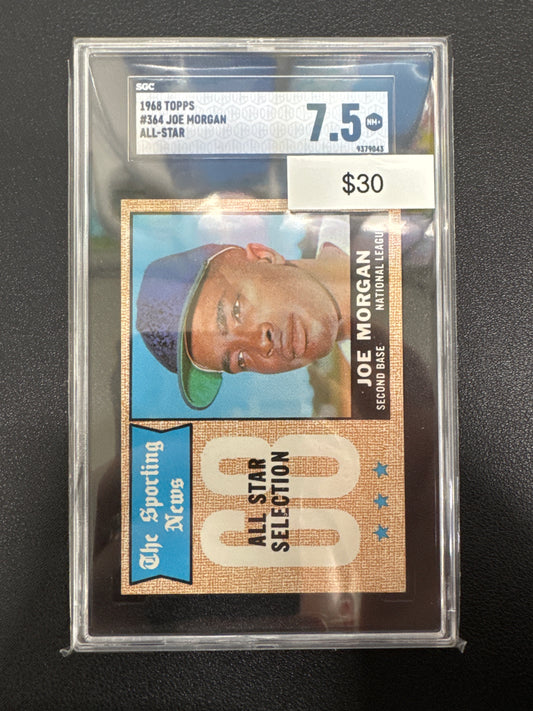 SGC
1968 TOPPS
#364 JOE MORGAN
ALL-STAR
7.5
NM+
9379043
$30
JOE MORGAN
SECOND BASE NATIONAL LEAGUE
The Sporting
News
68
ALL STAR
SELECTION